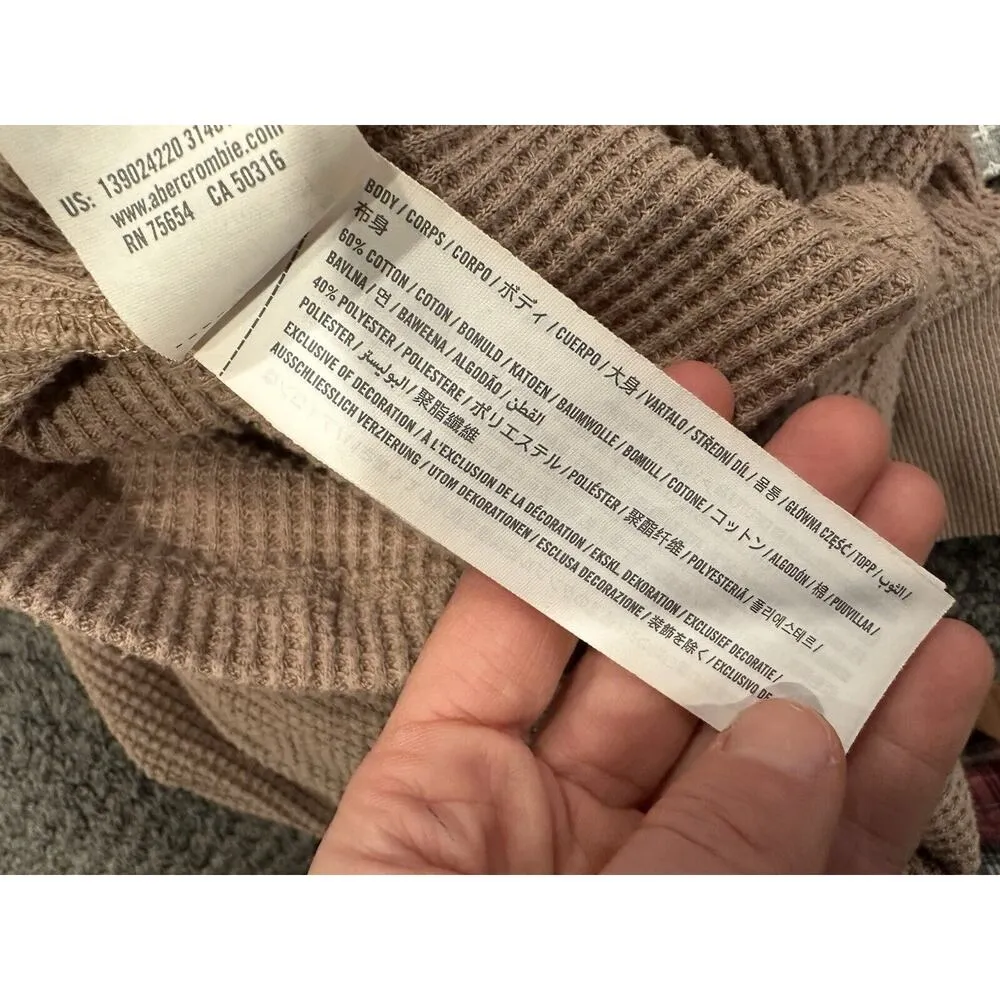 US: 139024220
www.abercrombie.com
RN 75654 CA 50316
BODY / CORPS / CORPO / ボディ / CUERPO / 大身 / VARTALO / STŘEDNÍ DÍL / 몸통 / GŁÓWNA CZĘŚĆ / TOPP / الثوب /
布身
60% COTTON / COTON / BOMULD / KATOEN / BAUMWOLLE / BOMULL / COTONE / コットン / ALGODÓN / 棉 / PUUVILLAA /
BAVLNA / 면 / BAWEŁNA / ALGODÃO / القطن
40% POLYESTER / POLIESTERE / ポリエステル / POLIÉSTER / 聚酯纤维 / POLYESTERIÄ / 폴리에스테르 /
POLIESTER / البوليستر / 聚脂纖維
EXCLUSIVE OF DECORATION / À L'EXCLUSION DE LA DÉCORATION / EKSKL. DEKORATION / EXCLUSIEF DECORATIE /
AUSSCHLIESSLICH VERZIERUNG / UTOM DEKORATIONEN / ESCLUSA DECORAZIONE / 装飾を除く / EXCLUSIVO DE